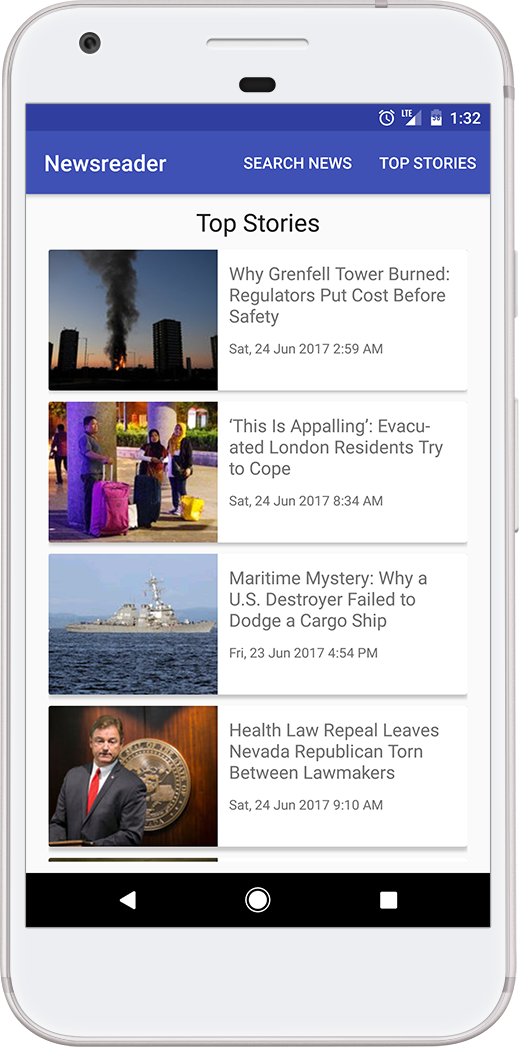 LTE 58 1:32
Newsreader SEARCH NEWS TOP STORIES
Top Stories
Why Grenfell Tower Burned:
Regulators Put Cost Before
Safety
Sat, 24 Jun 2017 2:59 AM
‘This Is Appalling’: Evacu-
ated London Residents Try
to Cope
Sat, 24 Jun 2017 8:34 AM
Maritime Mystery: Why a
U.S. Destroyer Failed to
Dodge a Cargo Ship
Fri, 23 Jun 2017 4:54 PM
Health Law Repeal Leaves
Nevada Republican Torn
Between Lawmakers
Sat, 24 Jun 2017 9:10 AM